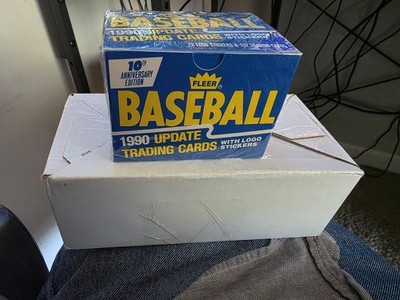 BASEBALL
1990 UPDATE
TRADING CARDS
WITH LOGO
STICKERS
10TH
ANNIVERSARY
EDITION
FLEER
BASEBALL
1990 UPDATE
TRADING CARDS
WITH LOGO
STICKERS